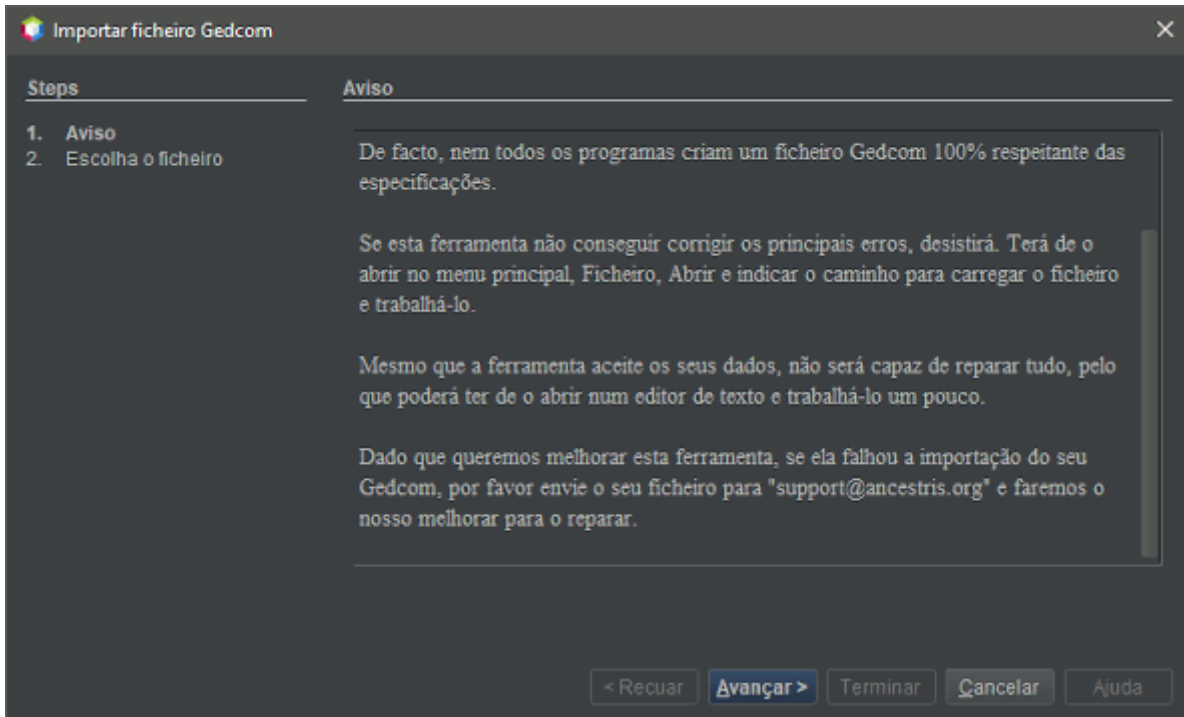 Importar ficheiro Gedcom
Steps
1. Aviso
2. Escolha o ficheiro
Aviso
De facto, nem todos os programas criam um ficheiro Gedcom 100% respeitante das
especificações.
Se esta ferramenta não conseguir corrigir os principais erros, desistirá. Terá de o
abrir no menu principal, Ficheiro, Abrir e indicar o caminho para carregar o ficheiro
e trabalhá-lo.
Mesmo que a ferramenta aceite os seus dados, não será capaz de reparar tudo, pelo
que poderá ter de o abrir num editor de texto e trabalhá-lo um pouco.
Dado que queremos melhorar esta ferramenta, se ela falhou a importação do seu
Gedcom, por favor envie o seu ficheiro para "support@ancestris.org" e faremos o
nosso melhorar para o reparar.
< Recuar Avançar > Terminar Cancelar Ajuda